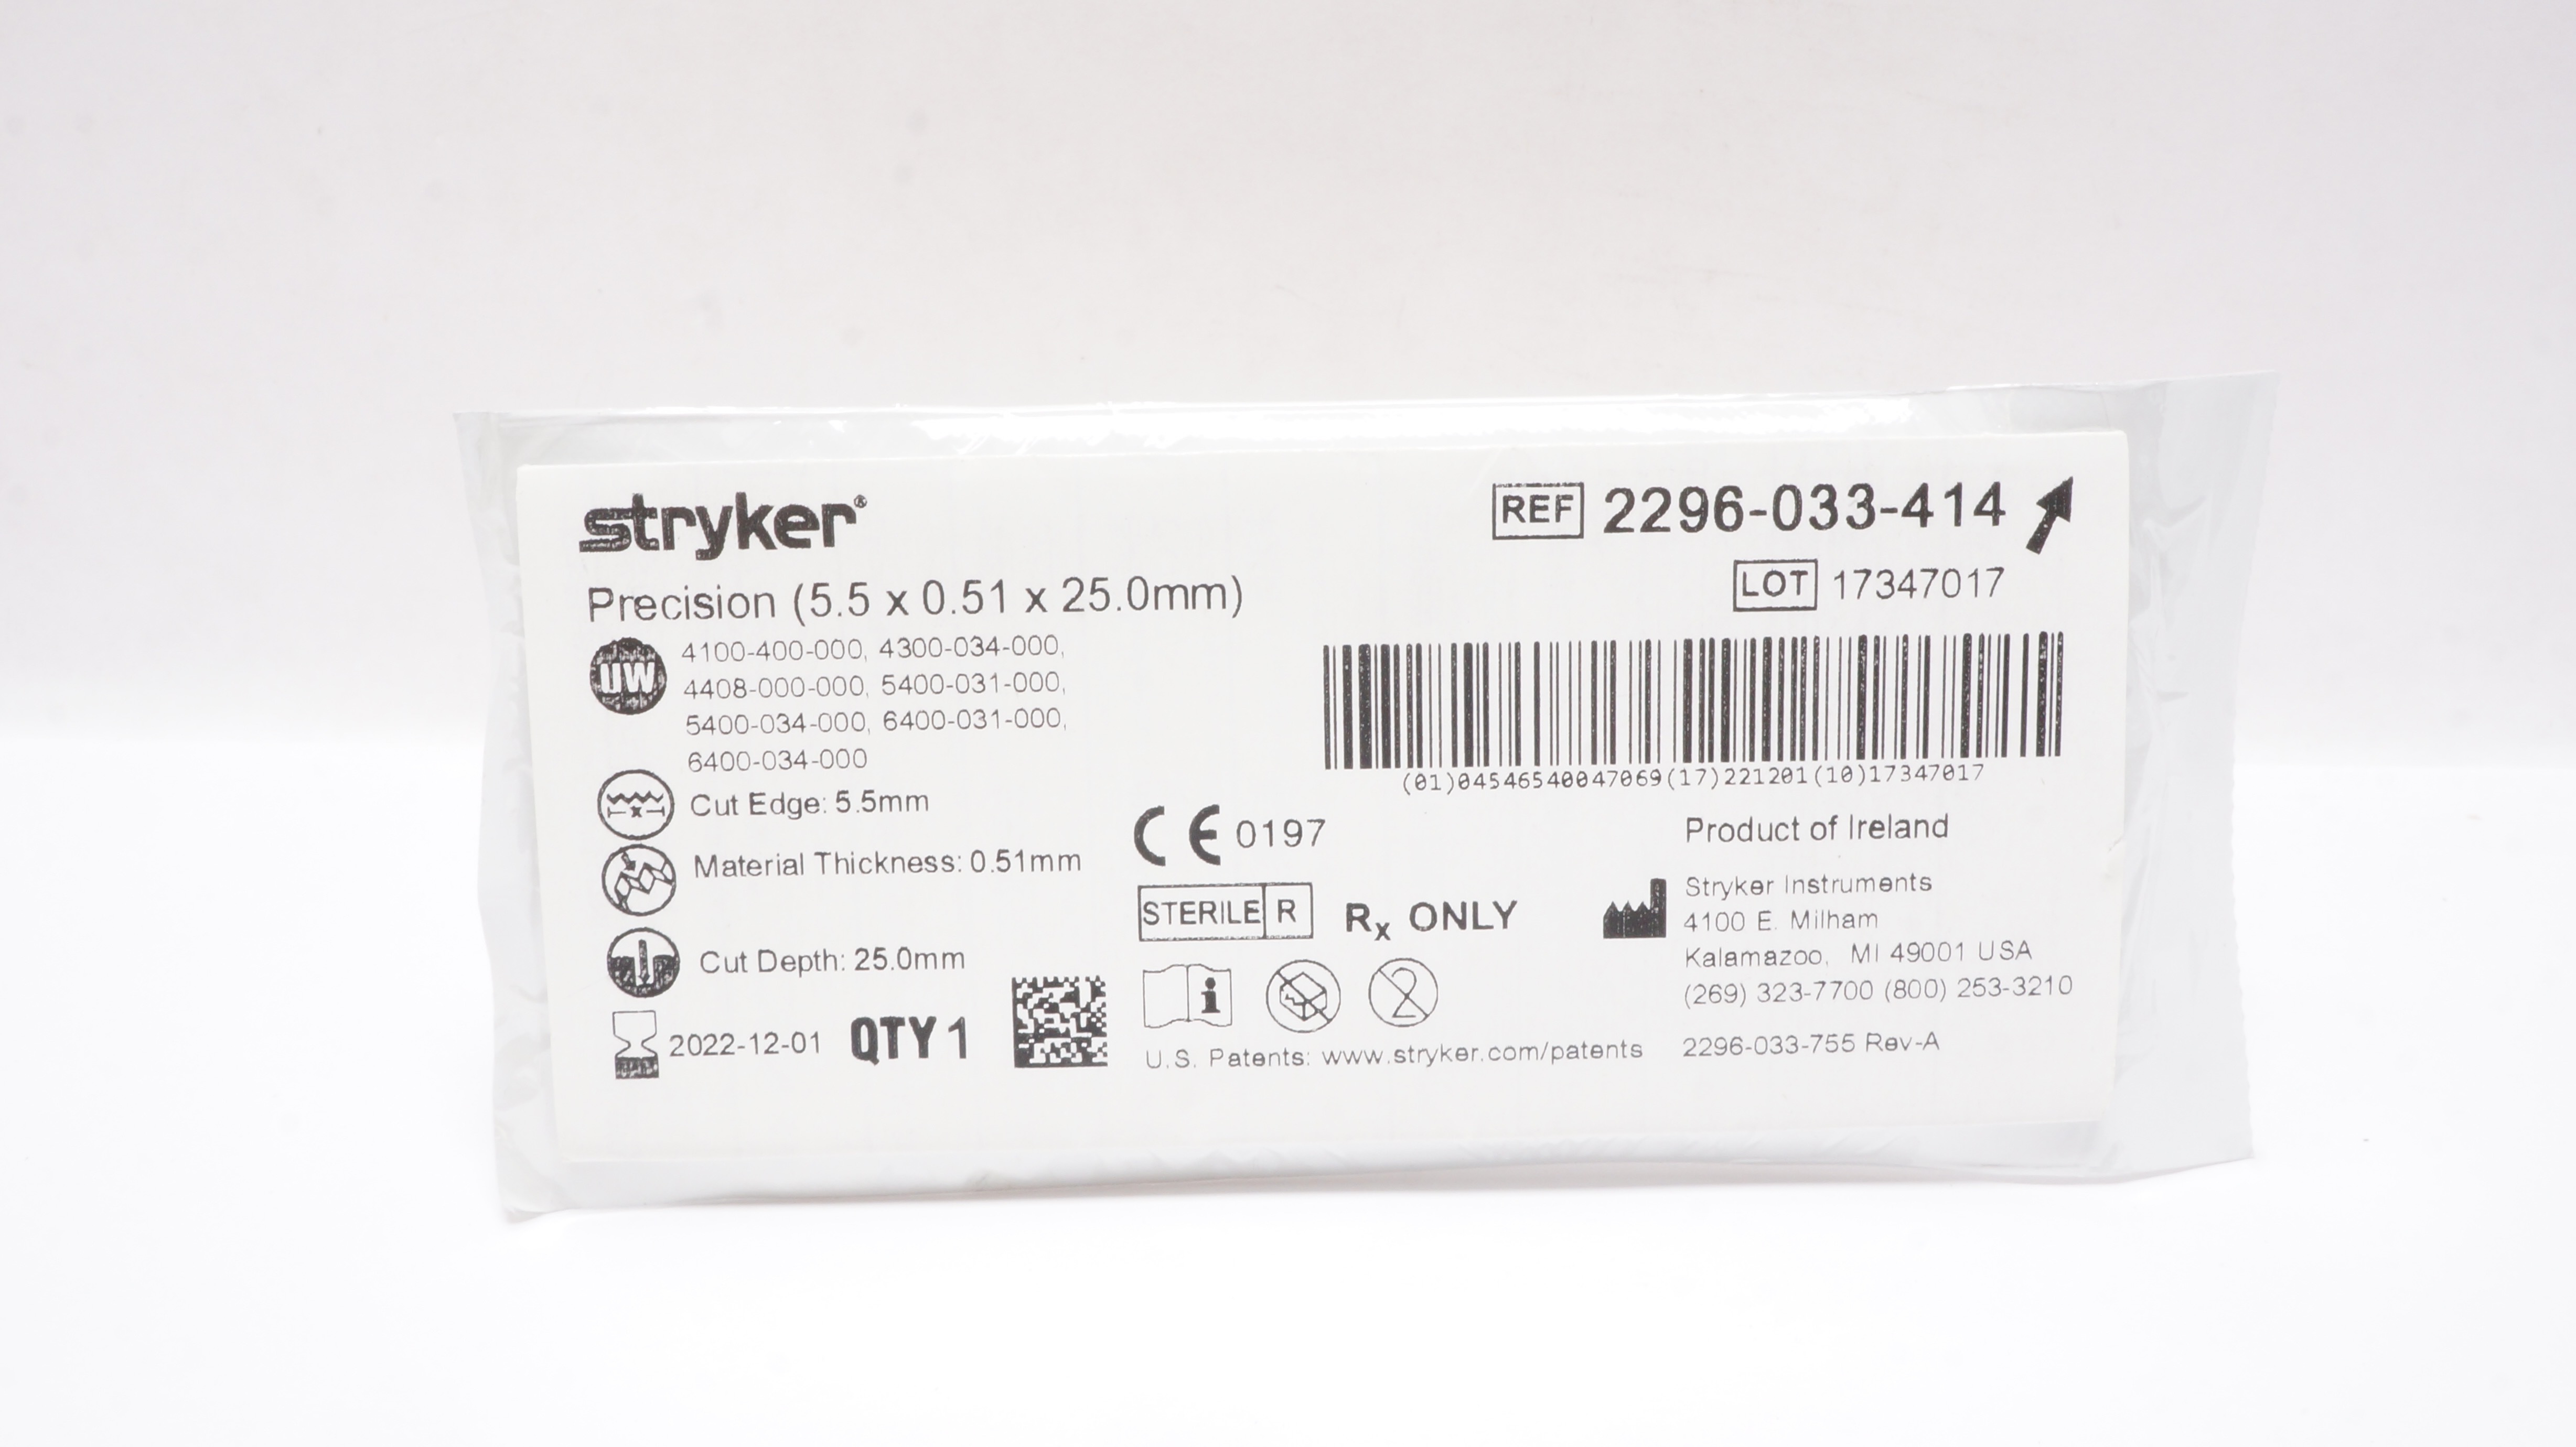 stryker®
REF 2296-033-414
LOT 17347017
Precision (5.5 x 0.51 x 25.0mm)
UW 4100-400-000, 4300-034-000,
4408-000-000, 5400-031-000,
5400-034-000, 6400-031-000,
6400-034-000
(01)04546540047069(17)221201(10)17347017
x Cut Edge: 5.5mm
Material Thickness: 0.51mm
Cut Depth: 25.0mm
2022-12-01 QTY 1
CE 0197
STERILE R Rx ONLY
i 2
U.S. Patents: www.stryker.com/patents
Product of Ireland
Stryker Instruments
4100 E. Milham
Kalamazoo, MI 49001 USA
(269) 323-7700 (800) 253-3210
2296-033-755 Rev-A